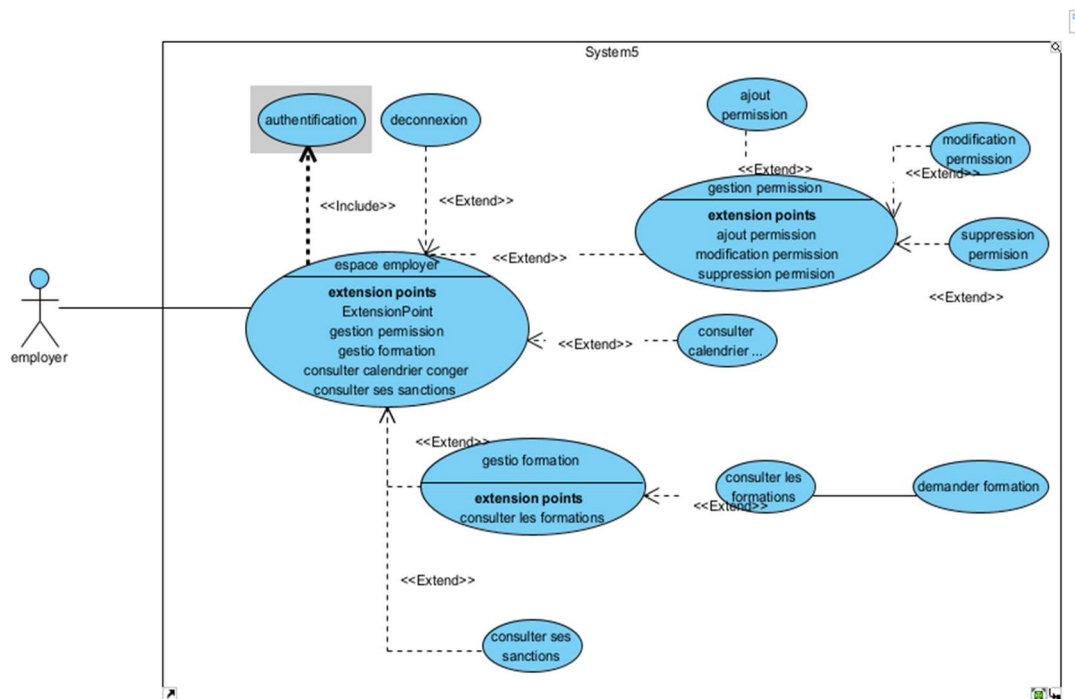 System5
authentification
deconnexion
ajout
permission
modification
permission
<<Extend>>
<<Extend>>
gestion permission
extension points
ajout permission
modification permission
suppression permision
suppression
permision
<<Extend>>
<<Include>>
<<Extend>>
<<Extend>>
espace employer
extension points
ExtensionPoint
gestion permission
gestio formation
consulter calendrier conger
consulter ses sanctions
employer
<<Extend>>
consulter
calendrier ...
<<Extend>>
gestio formation
extension points
consulter les formations
<<Extend>>
consulter les
formations
demander formation
<<Extend>>
consulter ses
sanctions